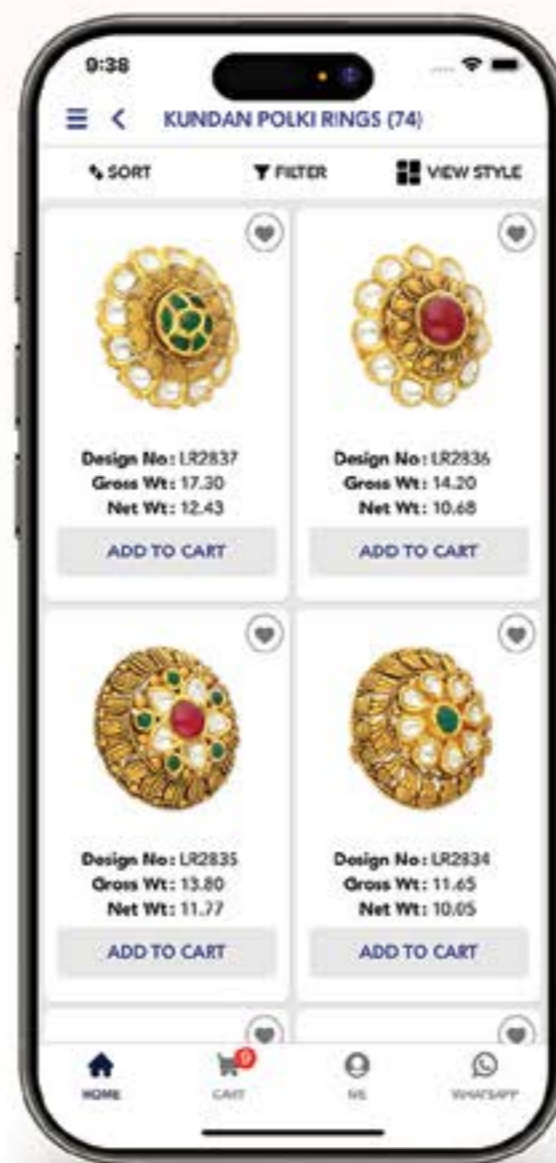 9:38
KUNDAN POLKI RINGS (74)
SORT
FILTER
VIEW STYLE
Design No: LR2837
Gross Wt: 17.30
Net Wt: 12.43
ADD TO CART
Design No: LR2836
Gross Wt: 14.20
Net Wt: 10.68
ADD TO CART
Design No: LR2835
Gross Wt: 13.80
Net Wt: 11.77
ADD TO CART
Design No: LR2834
Gross Wt: 11.65
Net Wt: 10.05
ADD TO CART
9
HOME
CART
ME
WHATSAPP